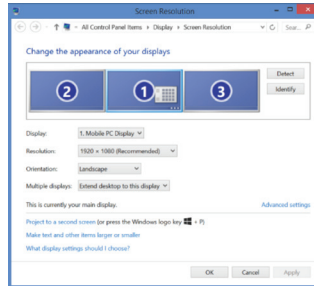 Screen Resolution
All Control Panel Items › Display › Screen Resolution
Sear...
Change the appearance of your displays
2
1
3
Detect
Identify
Display: 1. Mobile PC Display
Resolution: 1920 × 1080 (Recommended)
Orientation: Landscape
Multiple displays: Extend desktop to this display
This is currently your main display.
Advanced settings
Project to a second screen (or press the Windows logo key + P)
Make text and other items larger or smaller
What display settings should I choose?
OK
Cancel
Apply